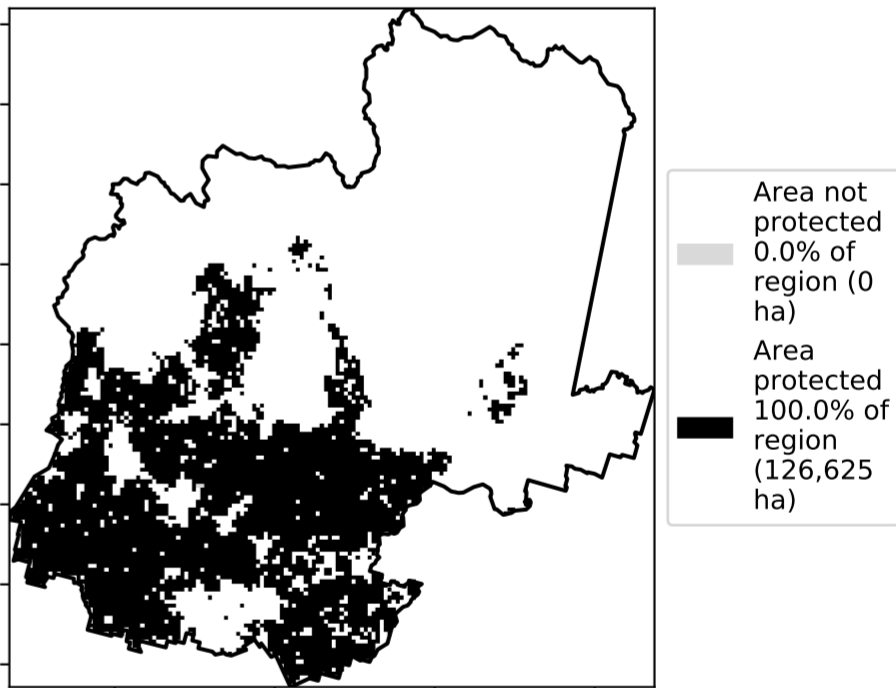 Area not
protected
0.0% of
region (0
ha)
Area
protected
100.0% of
region
(126,625
ha)